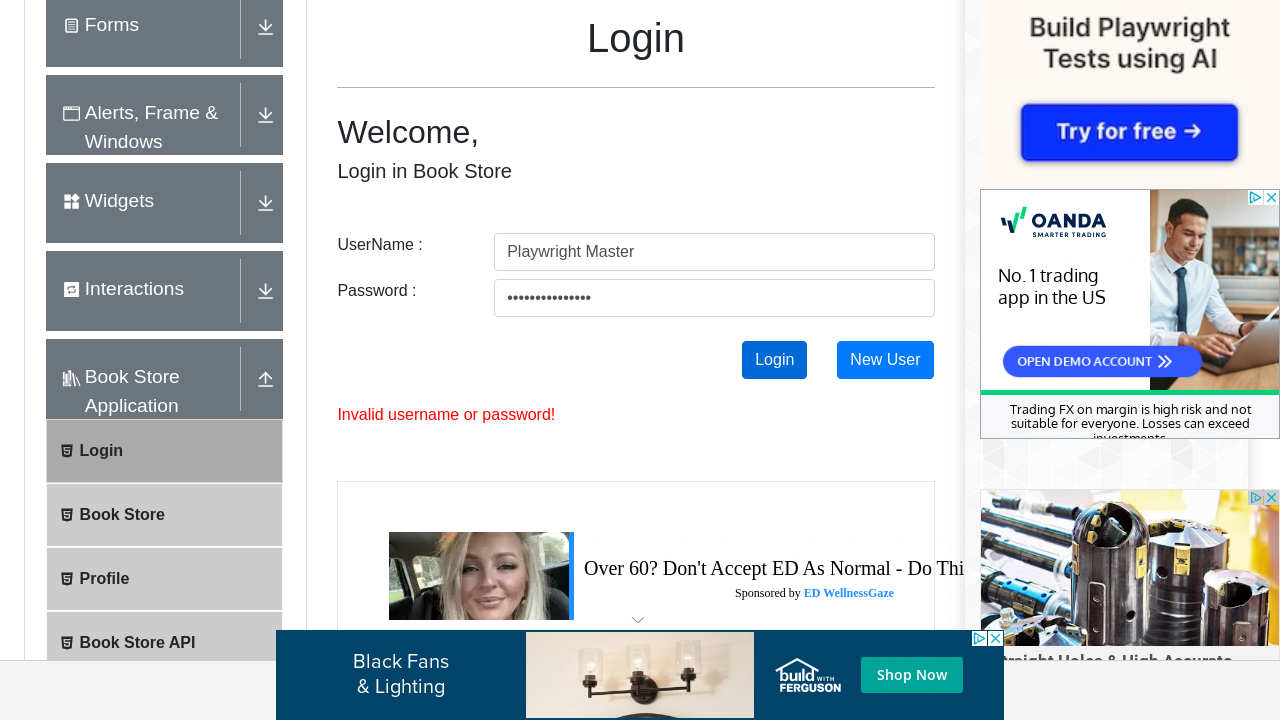 Forms
Alerts, Frame &
Windows
Widgets
Interactions
Book Store
Application
Login
Book Store
Profile
Book Store API
Login
Welcome,
Login in Book Store
UserName :
Playwright Master
Password :
•••••••••••••••
Login
New User
Invalid username or password!
Over 60? Don't Accept ED As Normal - Do Thi
Sponsored by ED WellnessGaze
Build Playwright
Tests using AI
Try for free →
OANDA
SMARTER TRADING
No. 1 trading
app in the US
OPEN DEMO ACCOUNT
Trading FX on margin is high risk and not
suitable for everyone. Losses can exceed
investments.
Straight Holes & High Accurate
Black Fans
& Lighting
build WITH
FERGUSON
Shop Now